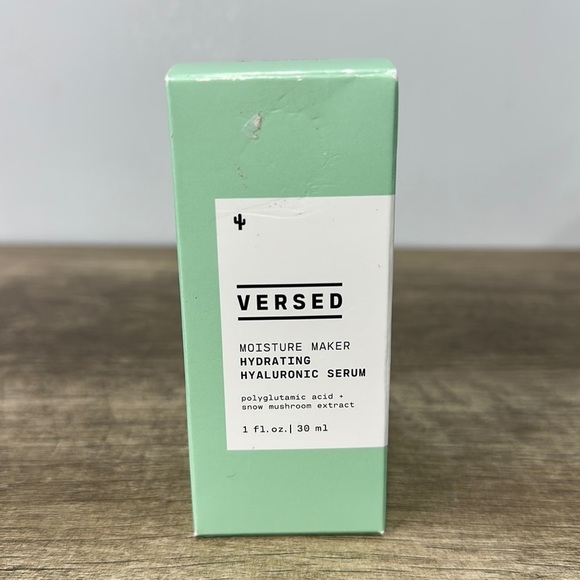 VERSED
MOISTURE MAKER
HYDRATING
HYALURONIC SERUM
polyglutamic acid +
snow mushroom extract
1 fl.oz.| 30 ml